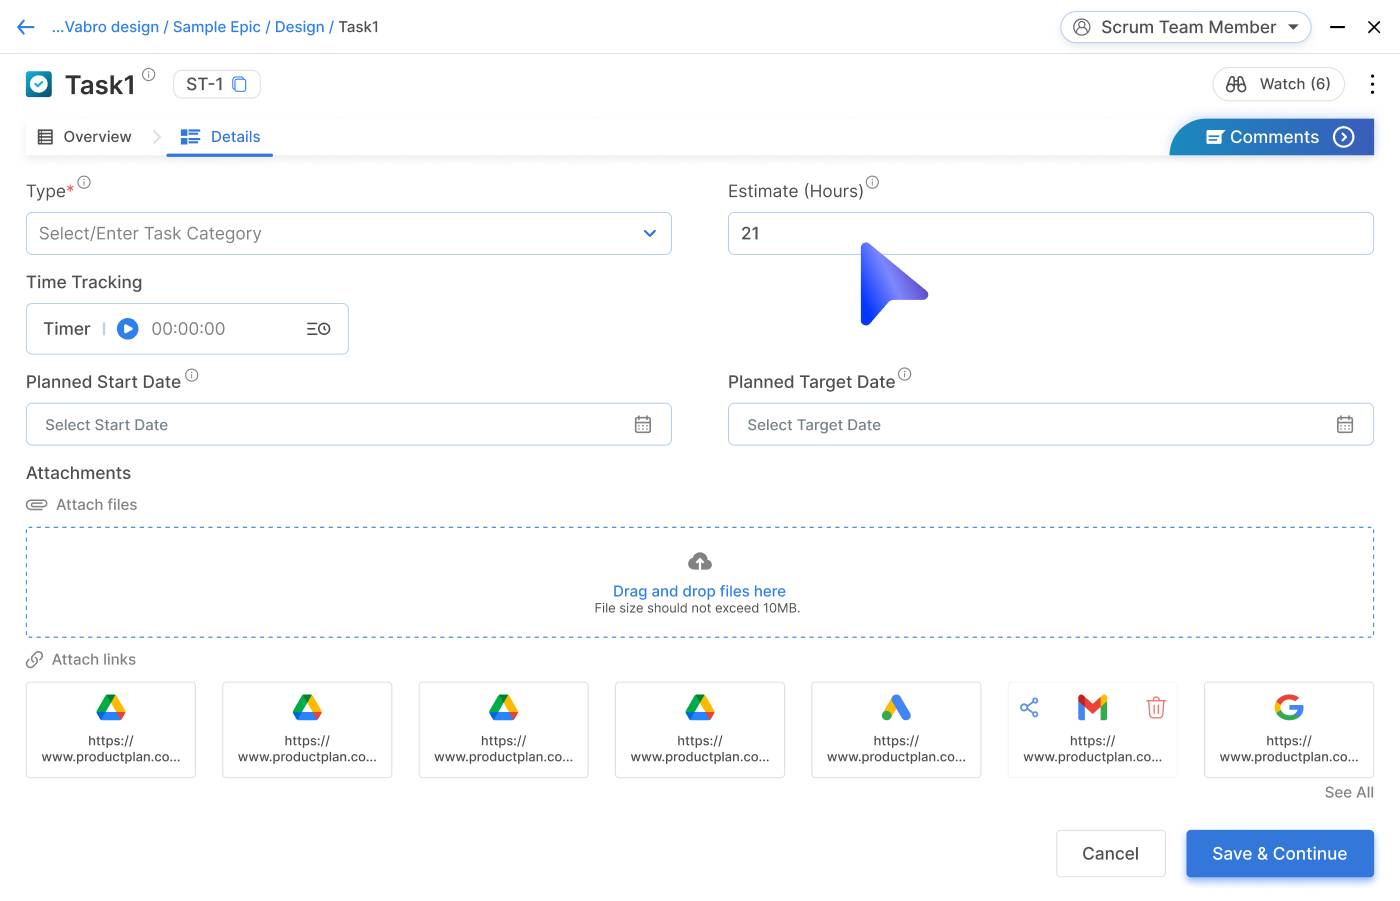 ...Vabro design / Sample Epic / Design / Task1
Scrum Team Member
Task1
ST-1
Watch (6)
Overview
Details
Comments
Type*
Estimate (Hours)
Select/Enter Task Category
21
Time Tracking
Timer
00:00:00
Planned Start Date
Planned Target Date
Select Start Date
Select Target Date
Attachments
Attach files
Drag and drop files here
File size should not exceed 10MB.
Attach links
https://
www.productplan.co...
https://
www.productplan.co...
https://
www.productplan.co...
https://
www.productplan.co...
https://
www.productplan.co...
https://
www.productplan.co...
https://
www.productplan.co...
See All
Cancel
Save & Continue